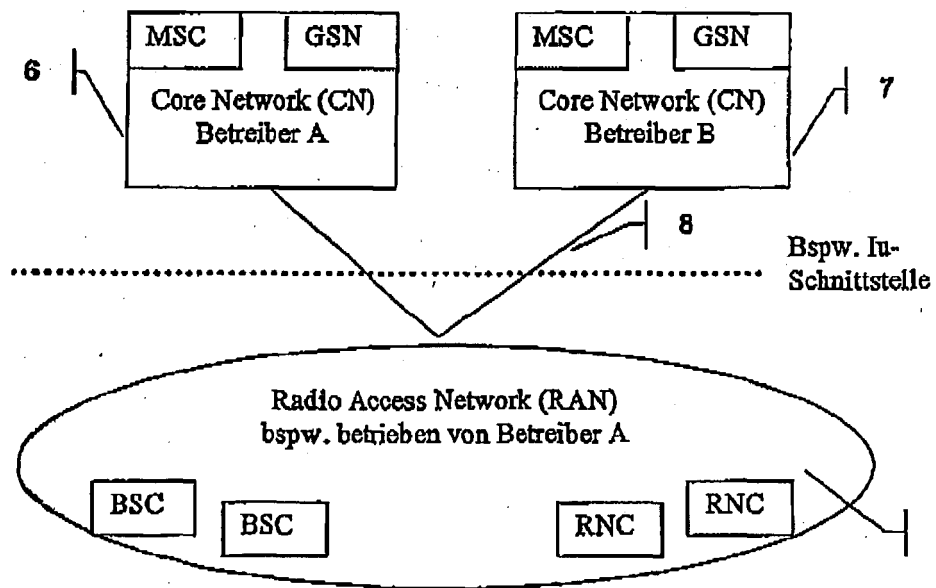 MSC GSN MSC GSN
6 7
Core Network (CN) Core Network (CN)
Betreiber A Betreiber B
8
Bspw. Iu-
Schnittstelle
Radio Access Network (RAN)
bspw. betrieben von Betreiber A
BSC BSC RNC RNC